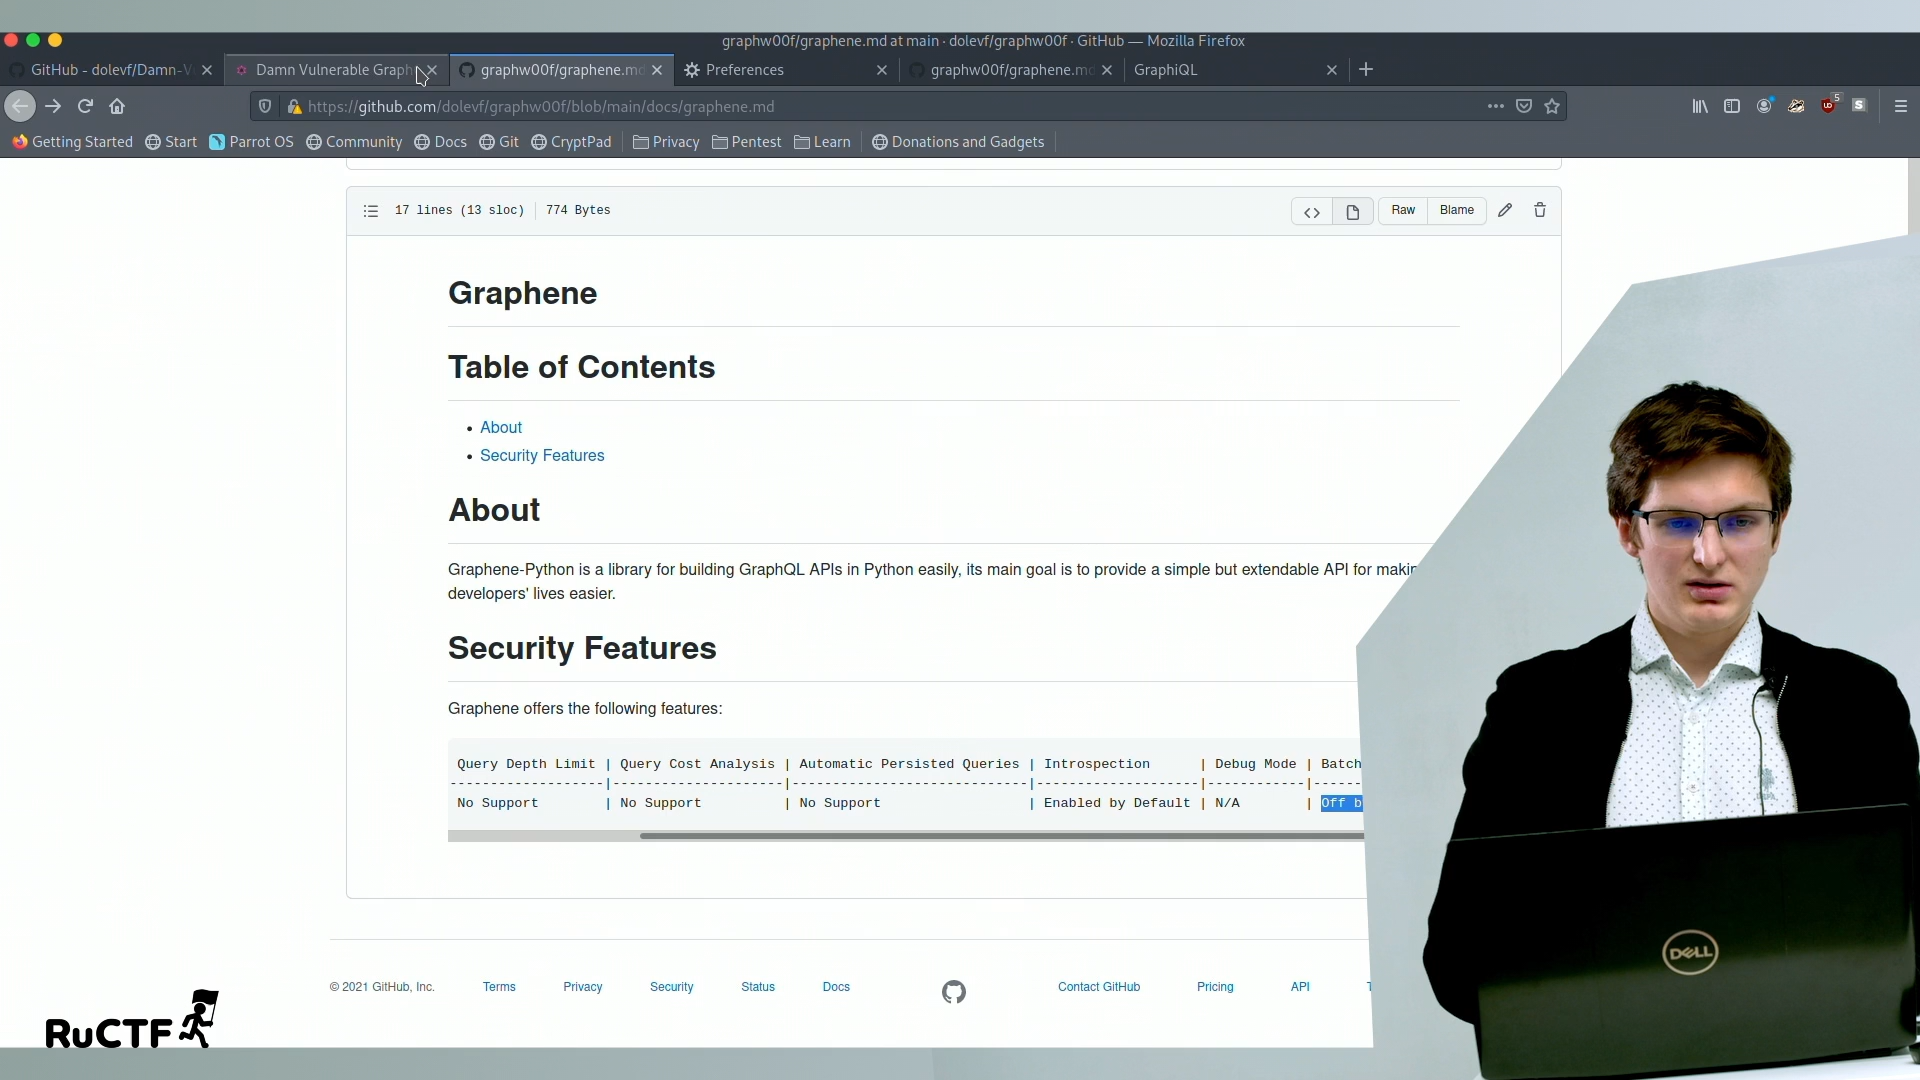 graphw00f/graphene.md at main · dolevf/graphw00f · GitHub — Mozilla Firefox
GitHub - dolevf/Damn-V
Damn Vulnerable Graph
graphw00f/graphene.md
Preferences
graphw00f/graphene.md
GraphiQL
https://github.com/dolevf/graphw00f/blob/main/docs/graphene.md
5
S
Getting Started
Start
Parrot OS
Community
Docs
Git
CryptPad
Privacy
Pentest
Learn
Donations and Gadgets
17 lines (13 sloc)
774 Bytes
Raw
Blame
Graphene
Table of Contents
About
Security Features
About
Graphene-Python is a library for building GraphQL APIs in Python easily, its main goal is to provide a simple but extendable API for makin
developers' lives easier.
Security Features
Graphene offers the following features:
Query Depth Limit | Query Cost Analysis | Automatic Persisted Queries | Introspection | Debug Mode | Batch
No Support | No Support | No Support | Enabled by Default | N/A | Off b
© 2021 GitHub, Inc.
Terms
Privacy
Security
Status
Docs
Contact GitHub
Pricing
API
RuCTF
DELL